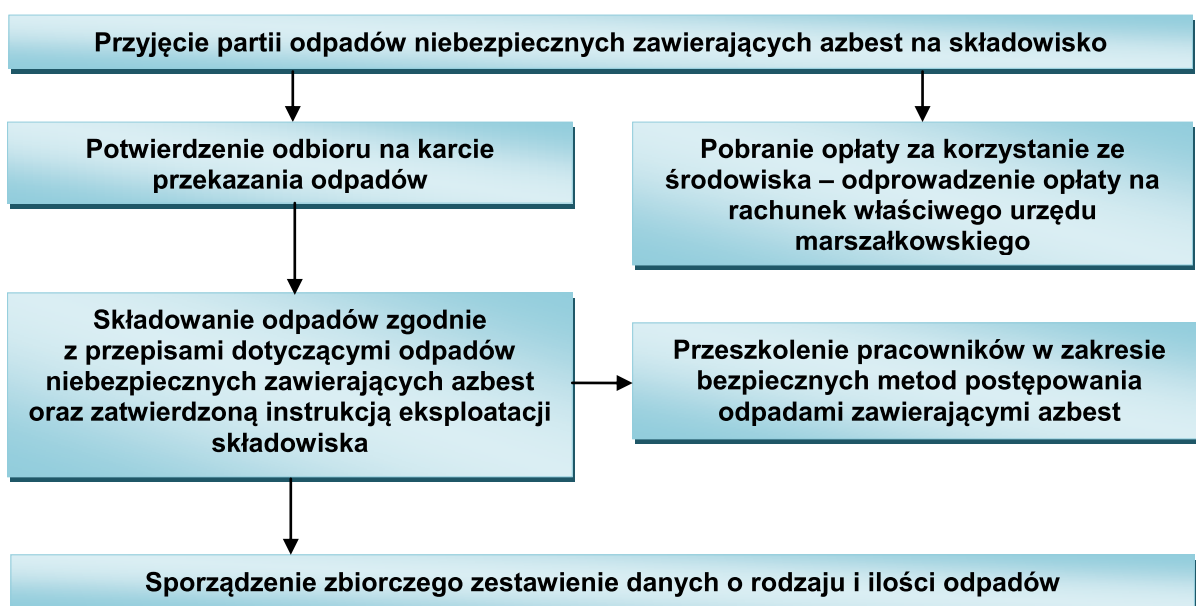 Przyjęcie partii odpadów niebezpiecznych zawierających azbest na składowisko
Potwierdzenie odbioru na karcie
przekazania odpadów
Pobranie opłaty za korzystanie ze
środowiska – odprowadzenie opłaty na
rachunek właściwego urzędu
marszałkowskiego
Składowanie odpadów zgodnie
z przepisami dotyczącymi odpadów
niebezpiecznych zawierających azbest
oraz zatwierdzoną instrukcją eksploatacji
składowiska
Przeszkolenie pracowników w zakresie
bezpiecznych metod postępowania
odpadami zawierającymi azbest
Sporządzenie zbiorczego zestawienie danych o rodzaju i ilości odpadów